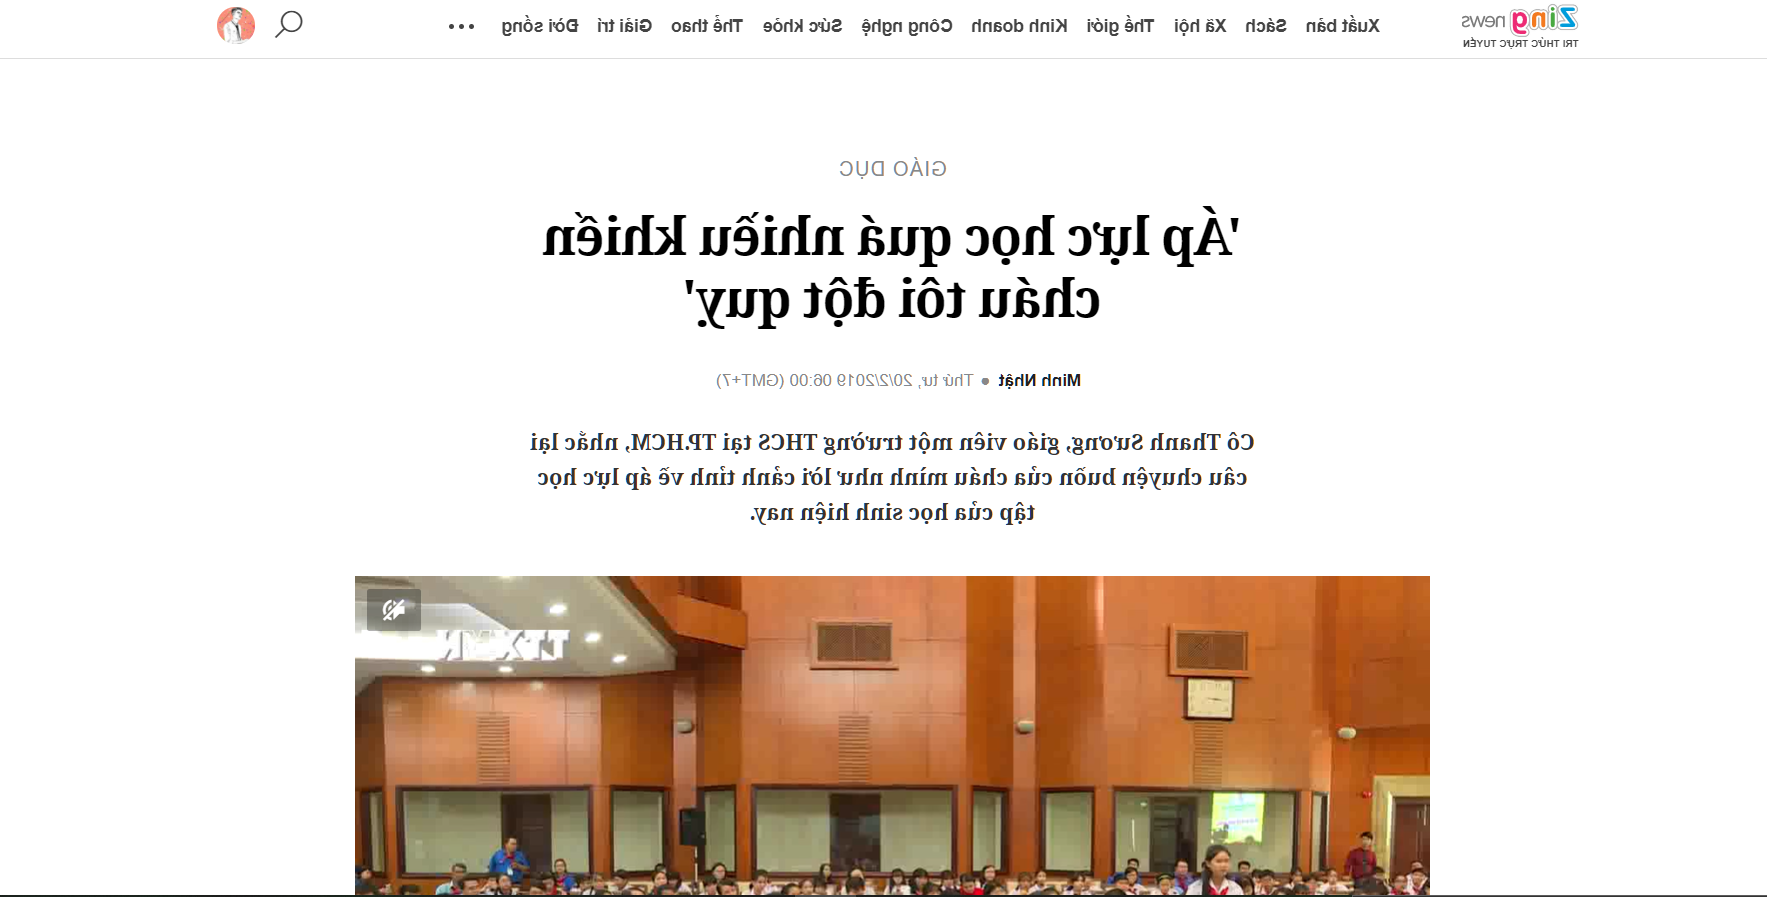 Zing news
TRI THỨC TRỰC TUYẾN
Xuất bản Sách Xã hội Thế giới Kinh doanh Công nghệ Sức khỏe Thể thao Giải trí Đời sống
GIÁO DỤC
'Áp lực học quá nhiều khiến
cháu tôi đột quỵ'
Minh Nhật • Thứ tư, 20/2/2019 06:00 (GMT+7)
Cô Thanh Sương, giáo viên một trường THCS tại TP.HCM, nhắc lại
câu chuyện buồn của cháu mình như lời cảnh tỉnh về áp lực học
tập của học sinh hiện nay.